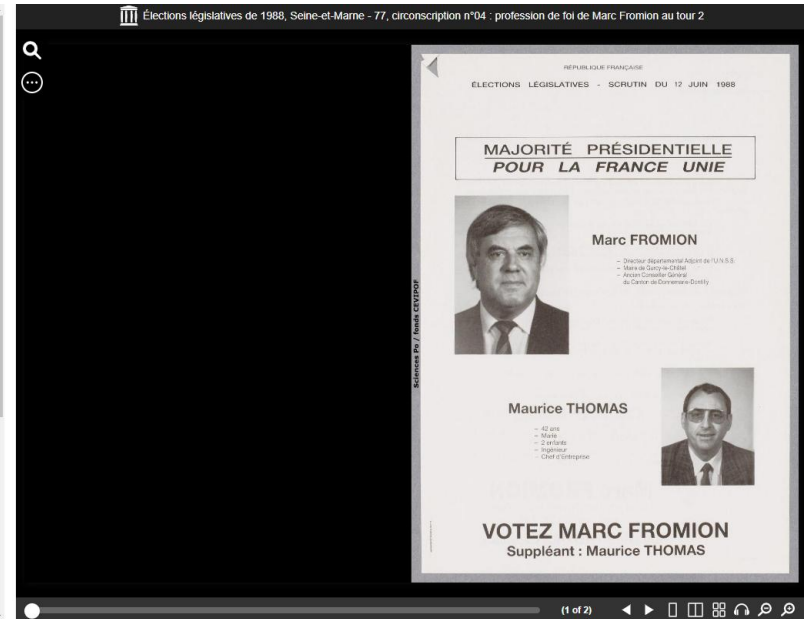 Élections législatives de 1988, Seine-et-Marne - 77, circonscription n°04 : profession de foi de Marc Fromion au tour 2
RÉPUBLIQUE FRANÇAISE
ÉLECTIONS LÉGISLATIVES - SCRUTIN DU 12 JUIN 1988
MAJORITÉ PRÉSIDENTIELLE
POUR LA FRANCE UNIE
Marc FROMION
– Directeur départemental Adjoint de l'U.N.S.S.
– Maire de Gurcy-le-Châtel
– Ancien Conseiller Général
du Canton de Donnemarie-Dontilly
Sciences Po / fonds CEVIPOF
Maurice THOMAS
– 42 ans
– Marié
– 2 enfants
– Ingénieur
– Chef d'Entreprise
VOTEZ MARC FROMION
Suppléant : Maurice THOMAS
(1 of 2)